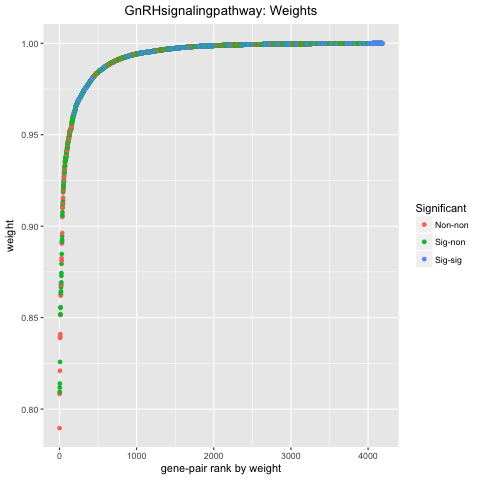 GnRHsignalingpathway: Weights
1.00
0.95
0.90
0.85
0.80
weight
0
1000
2000
3000
4000
gene-pair rank by weight
Significant
Non-non
Sig-non
Sig-sig